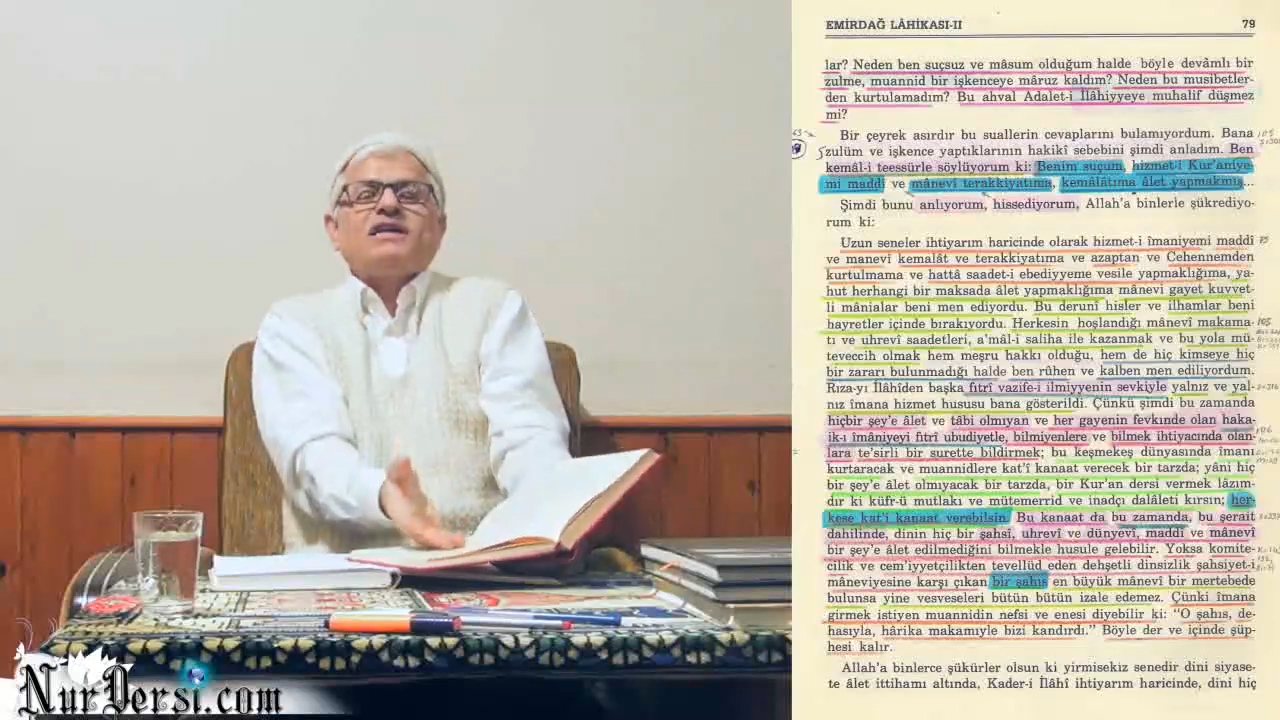 EMİRDAĞ LÂHİKASI-II 79
lar? Neden ben suçsuz ve mâsum olduğum halde böyle devâmlı bir
zulme, muannid bir işkenceye mâruz kaldım? Neden bu musibetler-
den kurtulamadım? Bu ahval Adalet-i İlâhiyyeye muhalif düşmez
mi?
Bir çeyrek asırdır bu suallerin cevaplarını bulamıyordum. Bana
zulüm ve işkence yaptıklarının hakikî sebebini şimdi anladım. Ben
kemâl-i teessürle söylüyorum ki: Benim suçum, hizmet-i Kur'aniye-
mi maddî ve mânevî terakkiyatıma, kemâlâtıma âlet yapmakmış...
Şimdi bunu anlıyorum, hissediyorum, Allah'a binlerle şükrediyo-
rum ki:
Uzun seneler ihtiyarım haricinde olarak hizmet-i îmaniyemi maddî
ve manevî kemalât ve terakkiyatıma ve azaptan ve Cehennemden
kurtulmama ve hattâ saadet-i ebediyyeme vesile yapmaklığıma, ya-
hut herhangi bir maksada âlet yapmaklığıma mânevî gayet kuvvet-
li mânialar beni men ediyordu. Bu derunî hisler ve ilhamlar beni
hayretler içinde bırakıyordu. Herkesin hoşlandığı mânevî makama-
tı ve uhrevî saadetleri, a'mâl-i saliha ile kazanmak ve bu yola mü-
teveccih olmak hem meşru hakkı olduğu, hem de hiç kimseye hiç
bir zararı bulunmadığı halde ben rûhen ve kalben men ediliyordum.
Rıza-yı İlâhîden başka fıtrî vazife-i ilmiyyenin sevkiyle yalnız ve yal-
nız îmana hizmet hususu bana gösterildi. Çünkü şimdi bu zamanda
hiçbir şey'e âlet ve tâbi olmıyan ve her gayenin fevkınde olan haka-
ik-ı îmâniyeyi fıtrî ubudiyetle, bilmiyenlere ve bilmek ihtiyacında olan-
lara te'sirli bir surette bildirmek; bu keşmekeş dünyasında îmanı
kurtaracak ve muannidlere kat'î kanaat verecek bir tarzda; yâni hiç
bir şey'e âlet olmıyacak bir tarzda, bir Kur'an dersi vermek lâzım-
dır ki küfr-ü mutlakı ve mütemerrid ve inadçı dalâleti kırsın; her-
kese kat'î kanaat verebilsin. Bu kanaat da bu zamanda, bu şerait
dahilinde, dinin hiç bir şahsî, uhrevî ve dünyevî, maddî ve mânevî
bir şey'e âlet edilmediğini bilmekle husule gelebilir. Yoksa komite-
cilik ve cem'iyyetçilikten tevellüd eden dehşetli dinsizlik şahsiyet-i
mâneviyesine karşı çıkan bir şahıs en büyük mânevî bir mertebede
bulunsa yine vesveseleri bütün bütün izale edemez. Çünki îmana
girmek istiyen muannidin nefsi ve enesi diyebilir ki: "O şahıs, de-
hasıyla, hârika makamıyle bizi kandırdı." Böyle der ve içinde şüp-
hesi kalır.
Allah'a binlerce şükürler olsun ki yirmisekiz senedir dini siyase-
te âlet ittihamı altında, Kader-i İlâhî ihtiyarım haricinde, dini hiç
NurDersi.com